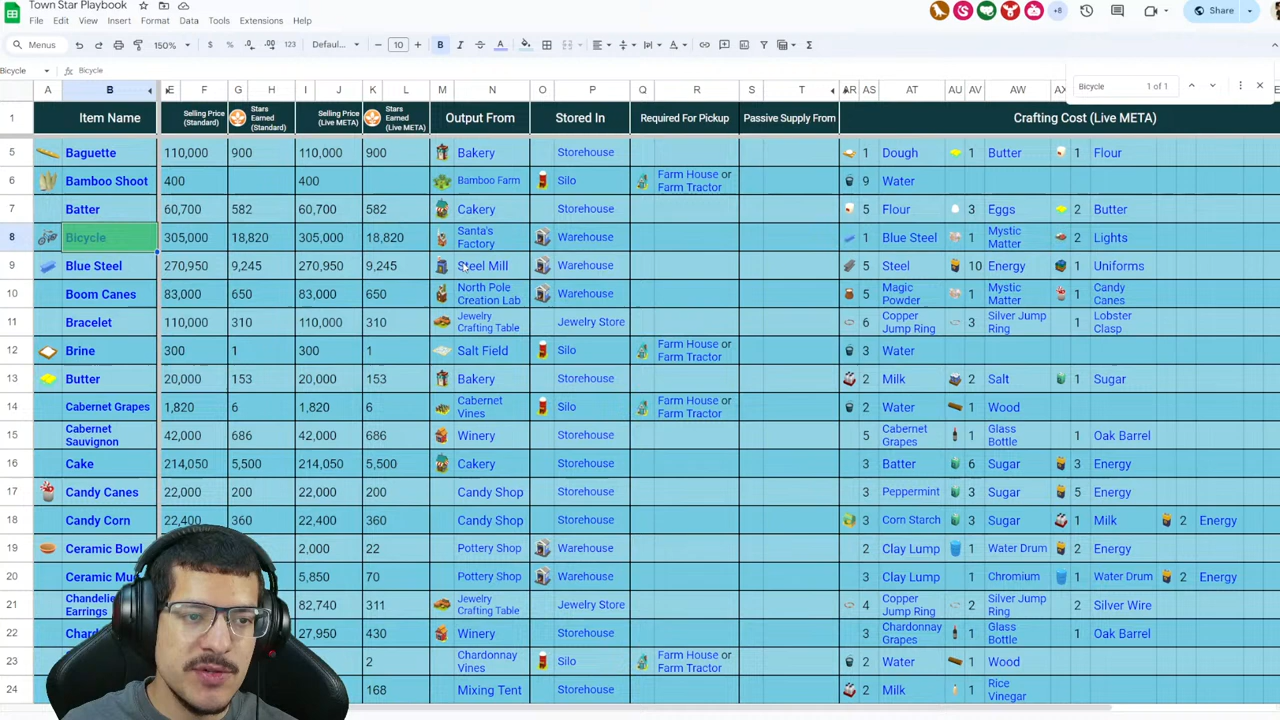 Town Star Playbook
File Edit View Insert Format Data Tools Extensions Help
+8
Share
Menus 150% $ % .0 .00 123 Defaul... 10 B I A
Bicycle Bicycle
Bicycle 1 of 1
A B E F G H I J K L M N O P Q R S T AR AS AT AU AV AW AX
1 Item Name Selling Price (Standard) Stars Earned (Standard) Selling Price (Live META) Stars Earned (Live META) Output From Stored In Required For Pickup Passive Supply From Crafting Cost (Live META)
5 Baguette 110,000 900 110,000 900 Bakery Storehouse 1 Dough 1 Butter 1 Flour
6 Bamboo Shoot 400 400 Bamboo Farm Silo Farm House or Farm Tractor 9 Water
7 Batter 60,700 582 60,700 582 Cakery Storehouse 5 Flour 3 Eggs 2 Butter
8 Bicycle 305,000 18,820 305,000 18,820 Santa's Factory Warehouse 1 Blue Steel 1 Mystic Matter 2 Lights
9 Blue Steel 270,950 9,245 270,950 9,245 Steel Mill Warehouse 5 Steel 10 Energy 1 Uniforms
10 Boom Canes 83,000 650 83,000 650 North Pole Creation Lab Warehouse 5 Magic Powder 1 Mystic Matter 1 Candy Canes
11 Bracelet 110,000 310 110,000 310 Jewelry Crafting Table Jewelry Store 6 Copper Jump Ring 3 Silver Jump Ring 1 Lobster Clasp
12 Brine 300 1 300 1 Salt Field Silo Farm House or Farm Tractor 3 Water
13 Butter 20,000 153 20,000 153 Bakery Storehouse 2 Milk 2 Salt 1 Sugar
14 Cabernet Grapes 1,820 6 1,820 6 Cabernet Vines Silo Farm House or Farm Tractor 2 Water 1 Wood
15 Cabernet Sauvignon 42,000 686 42,000 686 Winery Storehouse 5 Cabernet Grapes 1 Glass Bottle 1 Oak Barrel
16 Cake 214,050 5,500 214,050 5,500 Cakery Storehouse 3 Batter 6 Sugar 3 Energy
17 Candy Canes 22,000 200 22,000 200 Candy Shop Storehouse 3 Peppermint 3 Sugar 5 Energy
18 Candy Corn 22,400 360 22,400 360 Candy Shop Storehouse 3 Corn Starch 3 Sugar 1 Milk 2 Energy
19 Ceramic Bowl 2,000 22 Pottery Shop Warehouse 2 Clay Lump 1 Water Drum 2 Energy
20 Ceramic 5,850 70 Pottery Shop Warehouse 3 Clay Lump 1 Chromium 1 Water Drum 2 Energy
21 Earrings 82,740 311 Jewelry Crafting Table Jewelry Store 4 Copper Jump Ring 2 Silver Jump Ring 2 Silver Wire
22 27,950 430 Winery Storehouse 3 Chardonnay Grapes 1 Glass Bottle 1 Oak Barrel
23 2 Chardonnay Vines Silo Farm House or Farm Tractor 2 Water 1 Wood
24 168 Mixing Tent Storehouse 2 Milk 1 Rice Vinegar